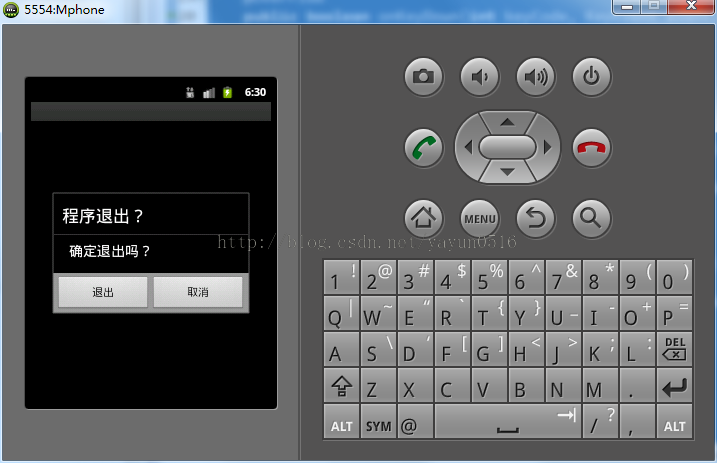 5554:Mphone
6:30
程序退出？
确定退出吗？
退出 取消
MENU
http://blog.csdn.net/yayun0516
1 ! 2 @ 3 # 4 $ 5 % 6 ^ 7 & 8 * 9 ( 0 )
Q | W ~ E “ R ` T { Y } U _ I - O + P =
A S \ D ‘ F [ G ] H < J > K ; L : DEL
Z X C V B N M .
ALT SYM @ / ? , ALT